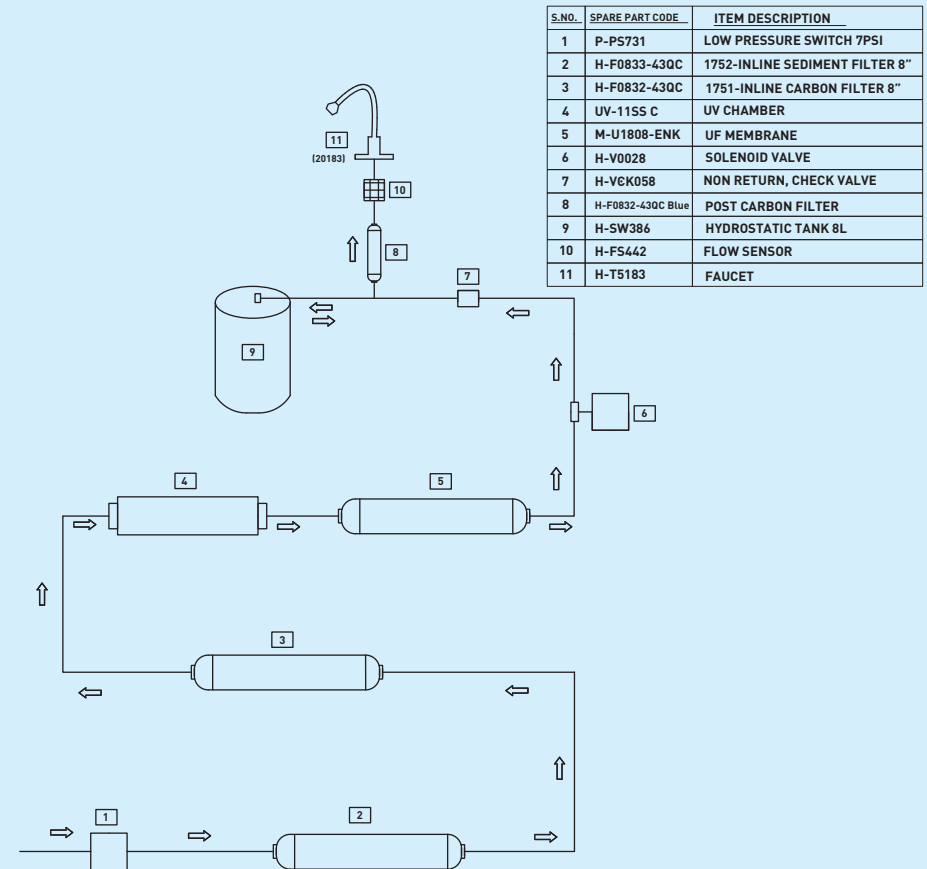 S.NO. SPARE PART CODE ITEM DESCRIPTION
1 P-PS731 LOW PRESSURE SWITCH 7PSI
2 H-F0833-43QC 1752-INLINE SEDIMENT FILTER 8"
3 H-F0832-43QC 1751-INLINE CARBON FILTER 8"
4 UV-11SS C UV CHAMBER
5 M-U1808-ENK UF MEMBRANE
6 H-V0028 SOLENOID VALVE
7 H-VCK058 NON RETURN, CHECK VALVE
8 H-F0832-43QC Blue POST CARBON FILTER
9 H-SW386 HYDROSTATIC TANK 8L
10 H-FS442 FLOW SENSOR
11 H-T5183 FAUCET
11
(20183)
10
8
7
9
6
4
5
3
1
2